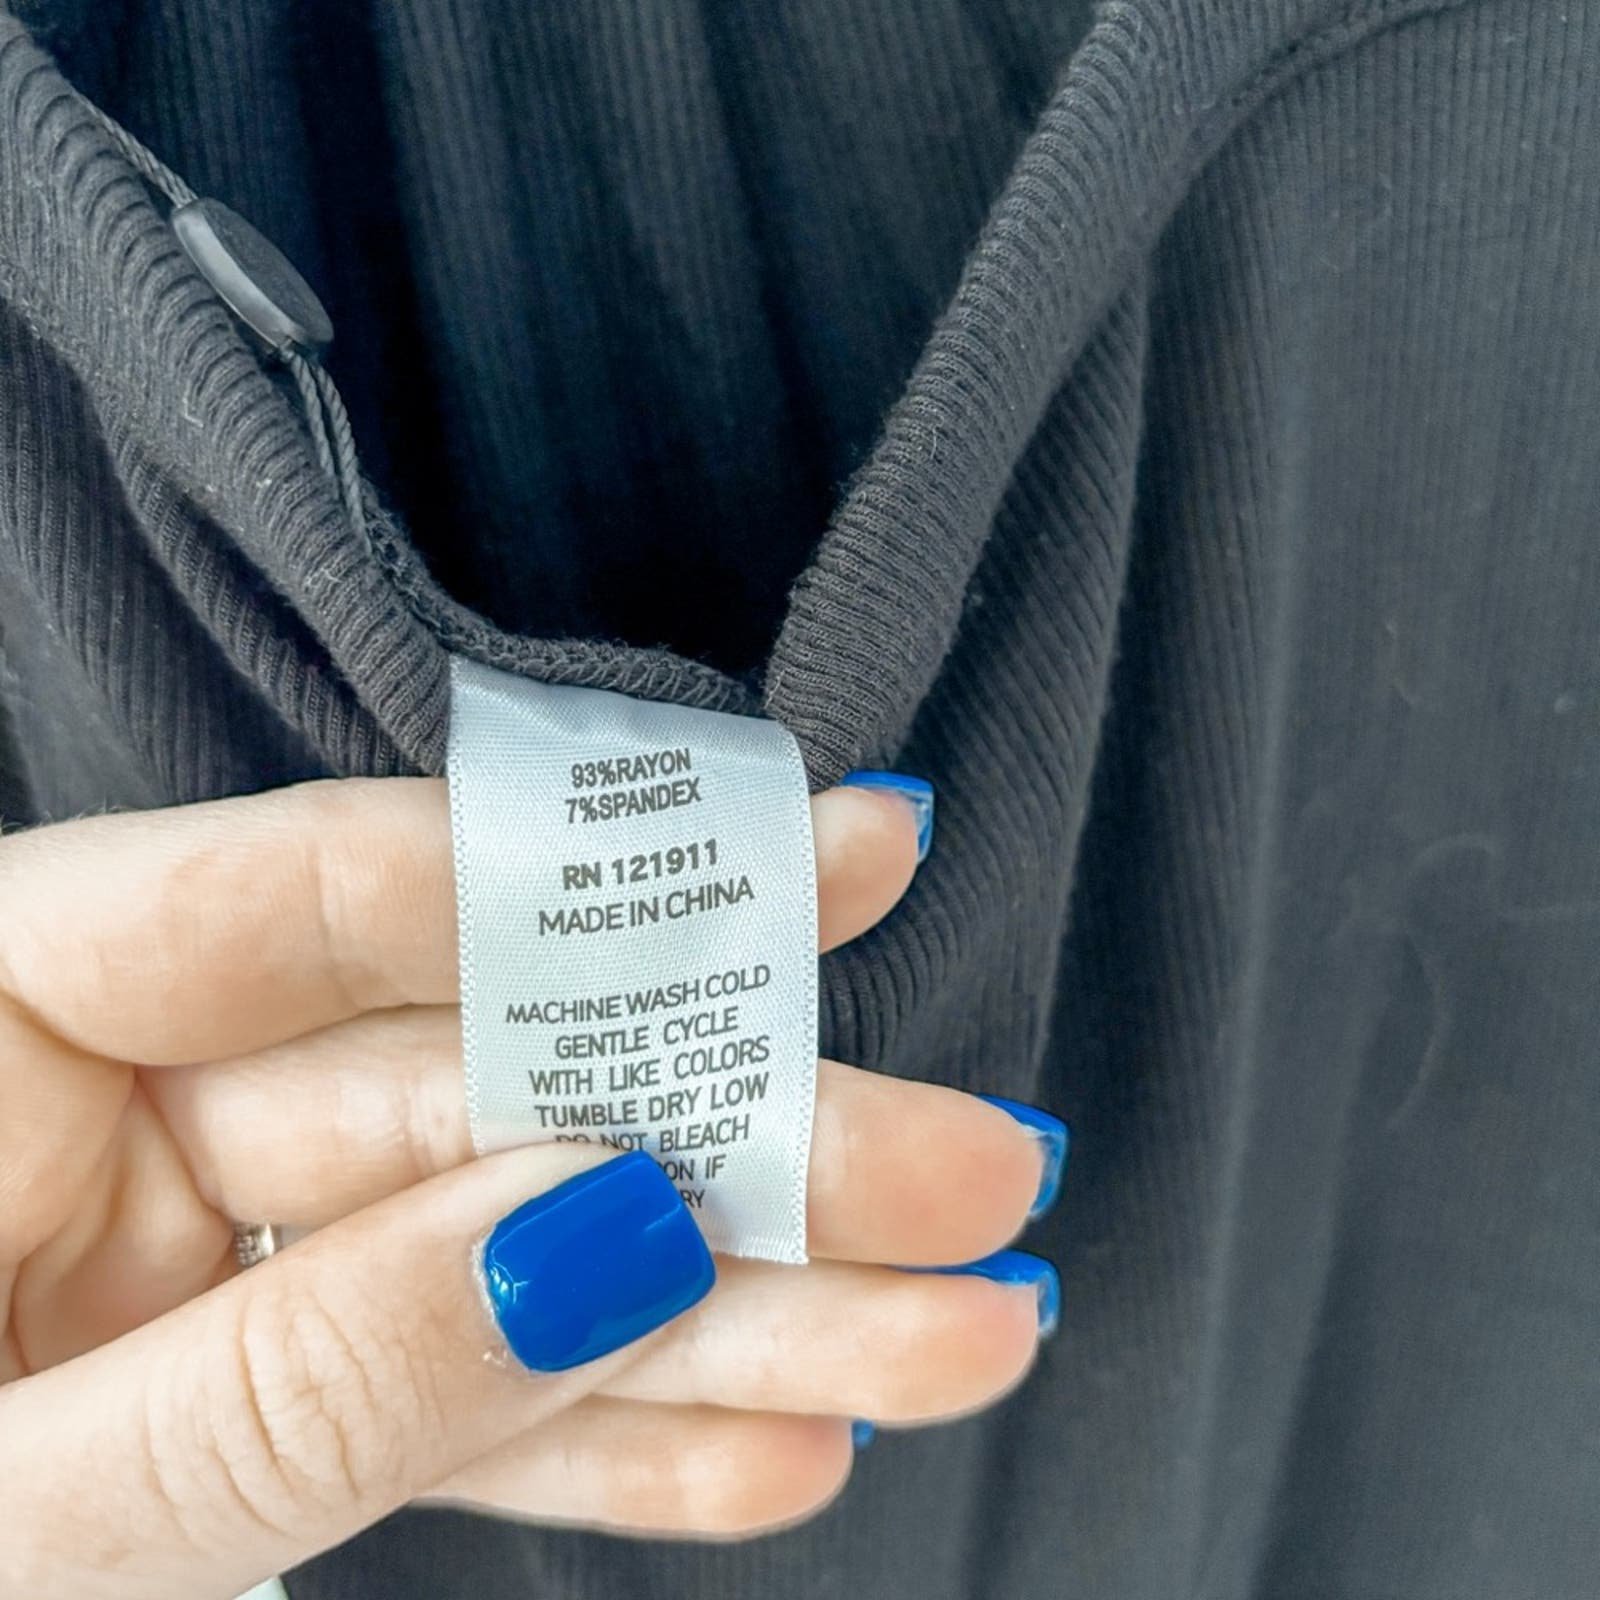 93%RAYON
7%SPANDEX
RN 121911
MADE IN CHINA
MACHINE WASH COLD
GENTLE CYCLE
WITH LIKE COLORS
TUMBLE DRY LOW
DO NOT BLEACH
IF